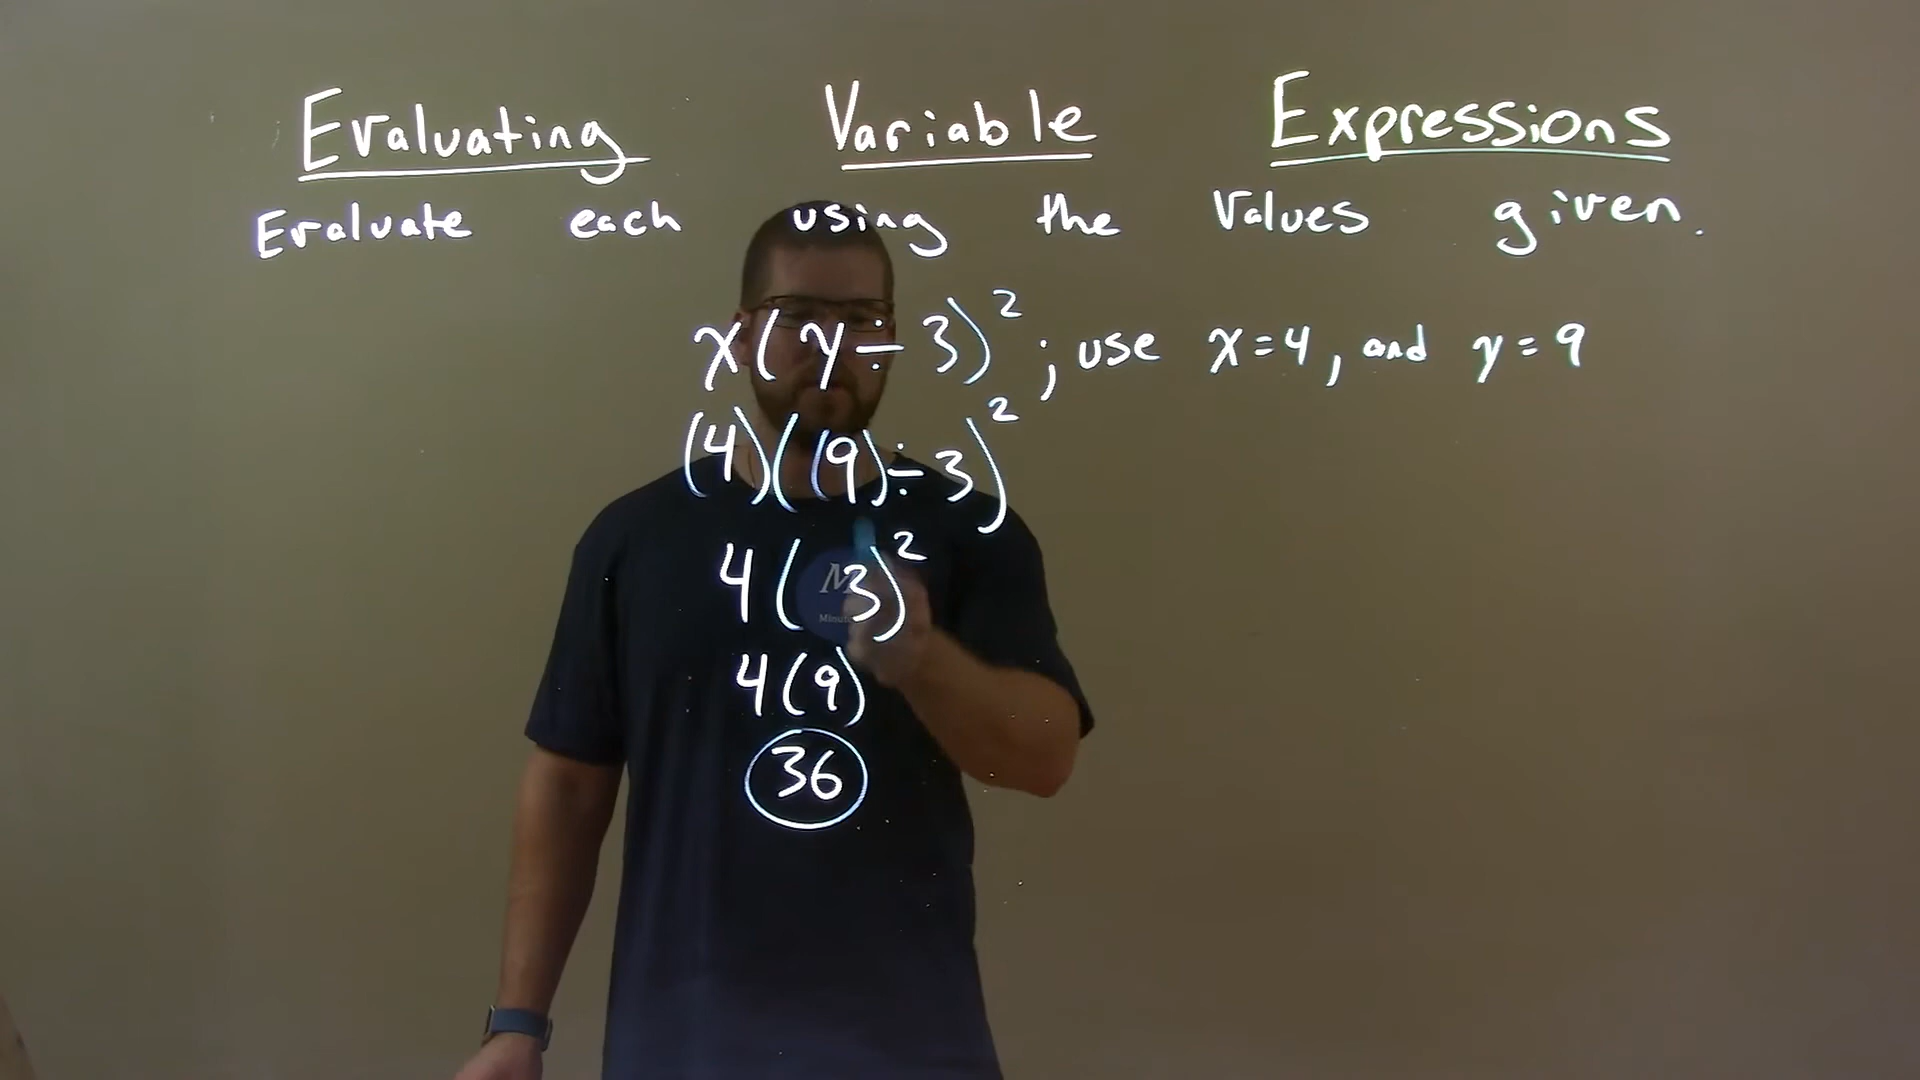 Evaluating Variable Expressions
Evaluate each using the values given.
x(y÷3)²; use x=4, and y=9
(4)((9)÷3)²
4(3)²
4(9)
36